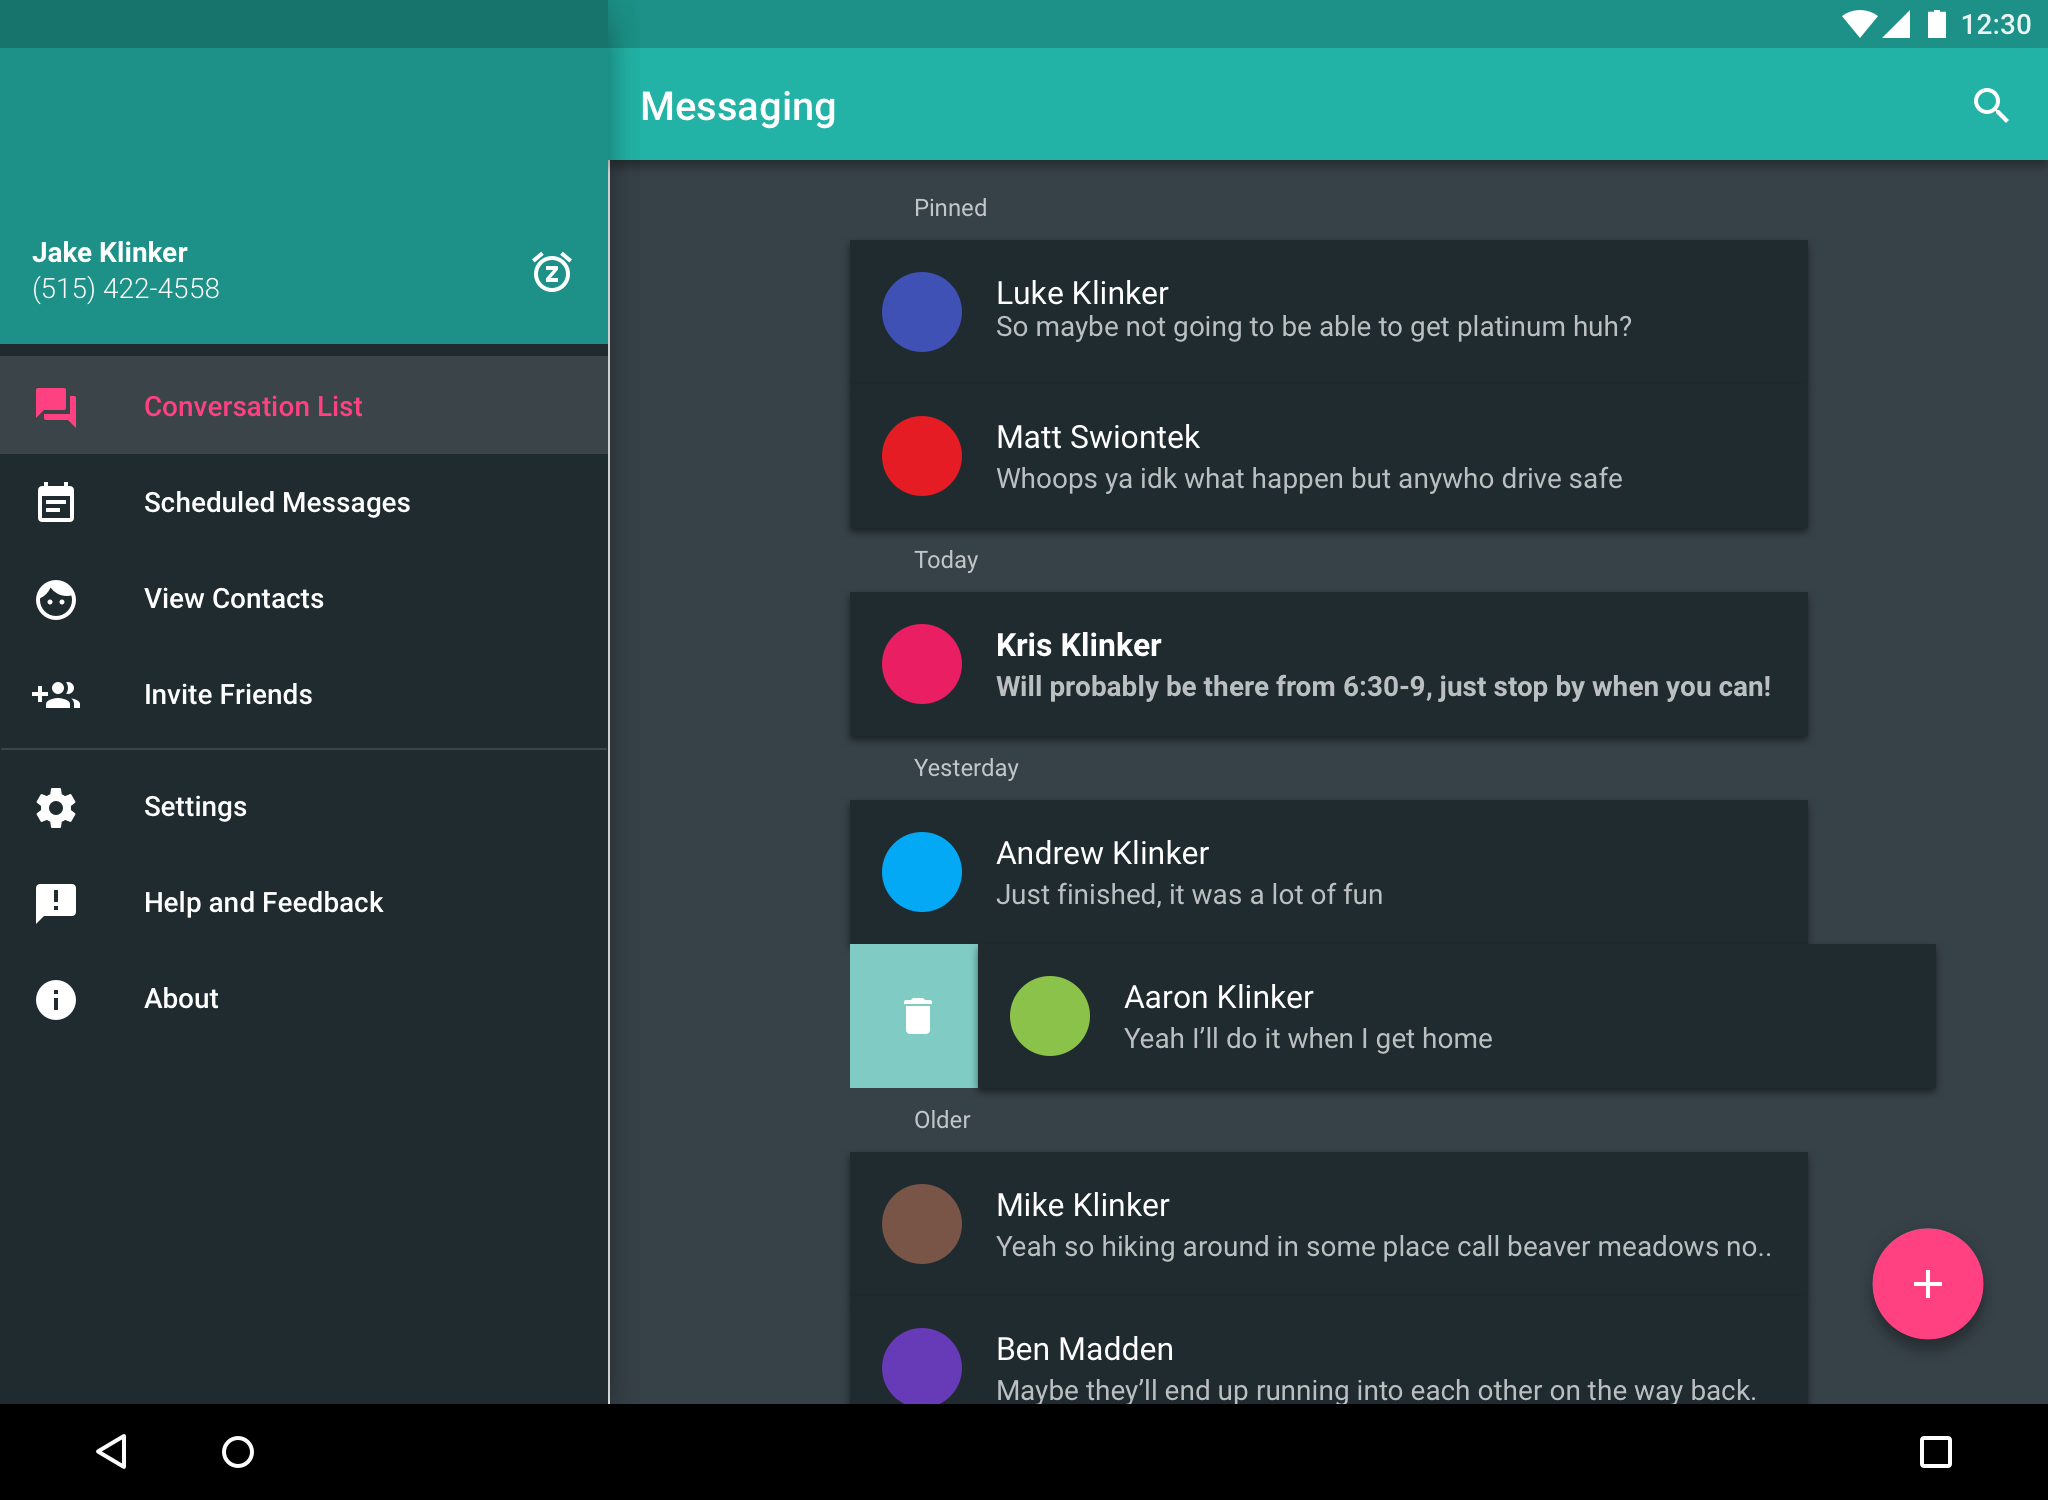 12:30
Messaging
Jake Klinker
(515) 422-4558
Conversation List
Scheduled Messages
View Contacts
Invite Friends
Settings
Help and Feedback
About
Pinned
Luke Klinker
So maybe not going to be able to get platinum huh?
Matt Swiontek
Whoops ya idk what happen but anywho drive safe
Today
Kris Klinker
Will probably be there from 6:30-9, just stop by when you can!
Yesterday
Andrew Klinker
Just finished, it was a lot of fun
Aaron Klinker
Yeah I’ll do it when I get home
Older
Mike Klinker
Yeah so hiking around in some place call beaver meadows no..
Ben Madden
Maybe they’ll end up running into each other on the way back.